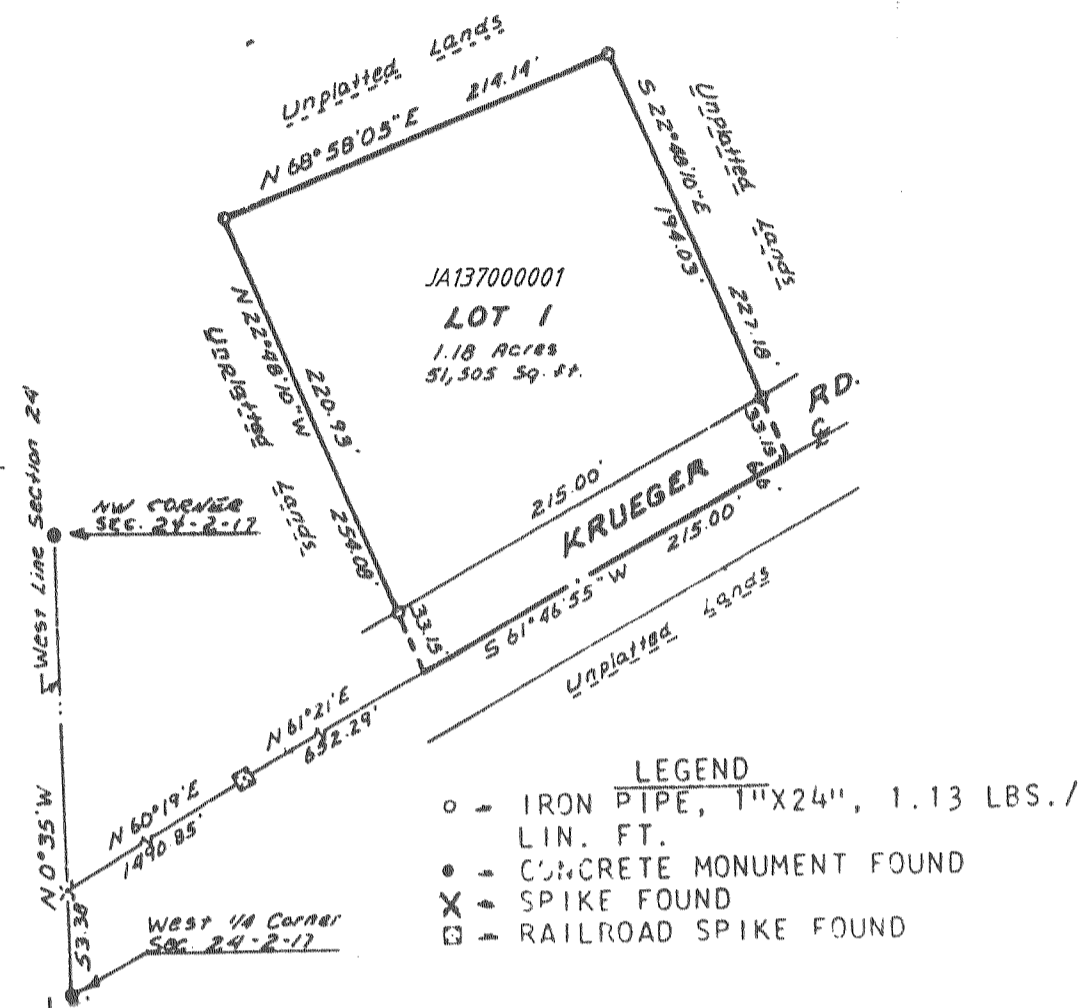 Unplatted Lands
N 68°58'05" E 214.14'
S 22°48'10" E
194.03'
227.18'
Unplatted Lands
JA137000001
LOT 1
1.18 Acres
51,505 Sq. ft.
N 22°48'10" W
220.93'
254.08'
Unplatted Lands
West Line Section 24
NW CORNER
SEC. 24-2-17
215.00'
KRUEGER RD.
33.15'
66'
215.00'
33.15'
S 61°46'55" W
Unplatted Lands
N 61°21' E
652.29'
N 60°19' E
1490.85'
N 0°35' W
53.38'
West 1/4 Corner
Sec. 24-2-17
LEGEND
○ - IRON PIPE, 1"X24", 1.13 LBS./
LIN. FT.
● - CONCRETE MONUMENT FOUND
X - SPIKE FOUND
- RAILROAD SPIKE FOUND